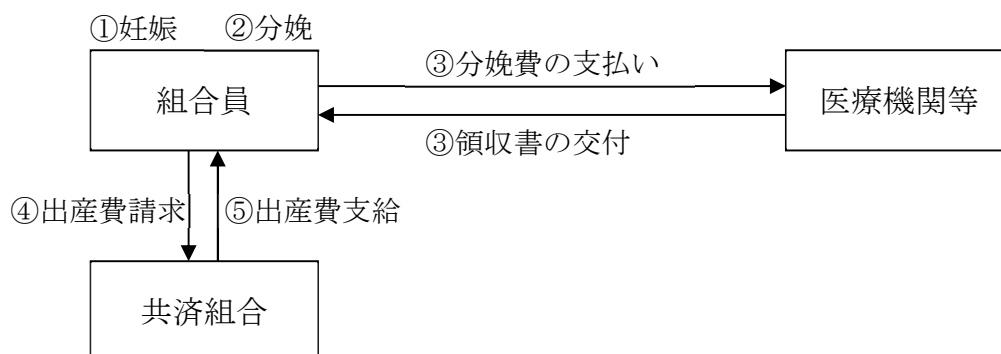 ①妊娠 ②分娩
③分娩費の支払い
組合員
医療機関等
③領収書の交付
④出産費請求
⑤出産費支給
共済組合